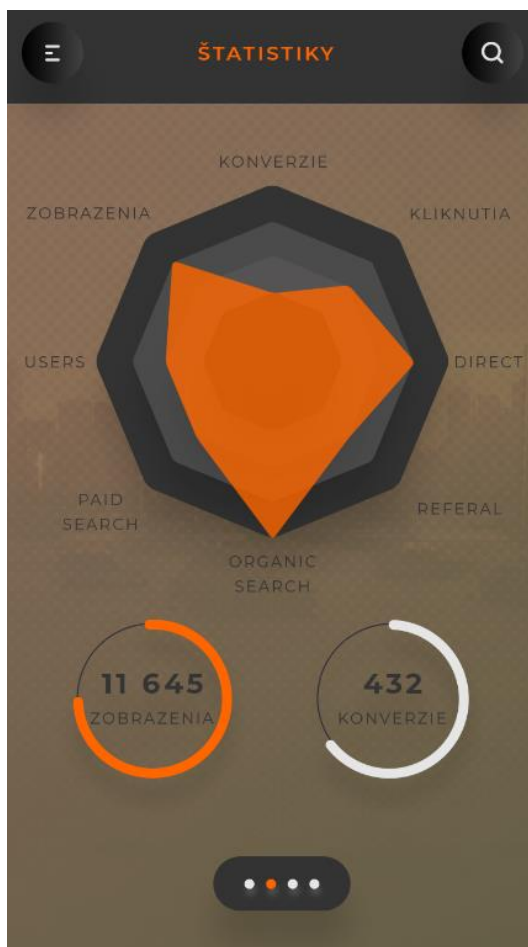 ŠTATISTIKY
KONVERZIE
ZOBRAZENIA
KLIKNUTIA
USERS
DIRECT
PAID
SEARCH
REFERAL
ORGANIC
SEARCH
11 645
ZOBRAZENIA
432
KONVERZIE